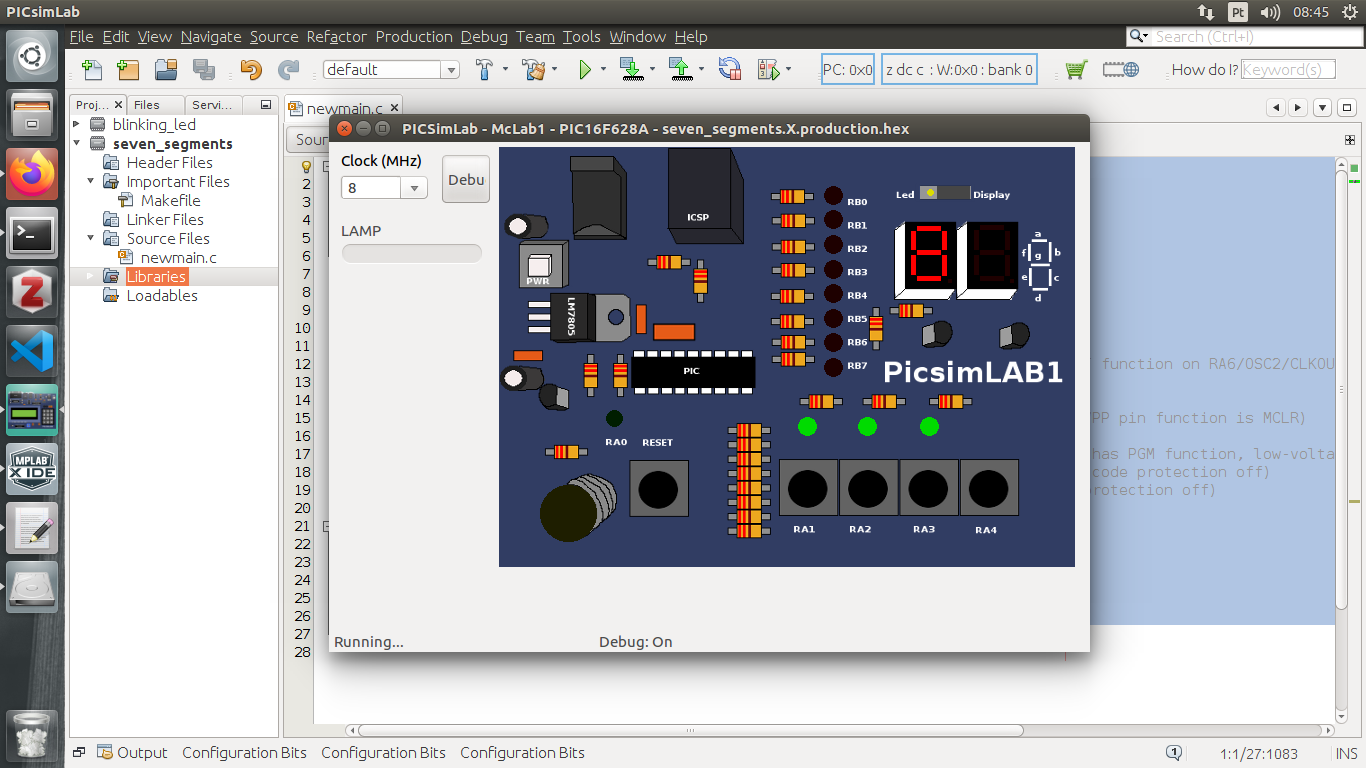 PICsimLab
Pt
08:45
File Edit View Navigate Source Refactor Production Debug Team Tools Window Help
Search (Ctrl+I)
default
PC: 0x0
z dc c : W:0x0 : bank 0
How do I?
Keyword(s)
Proj... Files Servi...
newmain.c
blinking_led
seven_segments
Header Files
Important Files
Makefile
Linker Files
Source Files
newmain.c
Libraries
Loadables
Sour
2
3
4
5
6
7
8
9
10
11
12
13
14
15
16
17
18
19
20
21
22
23
24
25
26
27
28
function on RA6/OSC2/CLKOU
PP pin function is MCLR)
has PGM function, low-volta
code protection off)
rotection off)
PICSimLab - McLab1 - PIC16F628A - seven_segments.X.production.hex
Clock (MHz)
8
Debu
LAMP
ICSP
PWR
LM7805
PIC
RA0
RESET
RB0
RB1
RB2
RB3
RB4
RB5
RB6
RB7
Led
Display
a
f
b
g
e
c
d
PicsimLAB1
RA1
RA2
RA3
RA4
Running...
Debug: On
Output
Configuration Bits
Configuration Bits
Configuration Bits
1
1:1/27:1083
INS